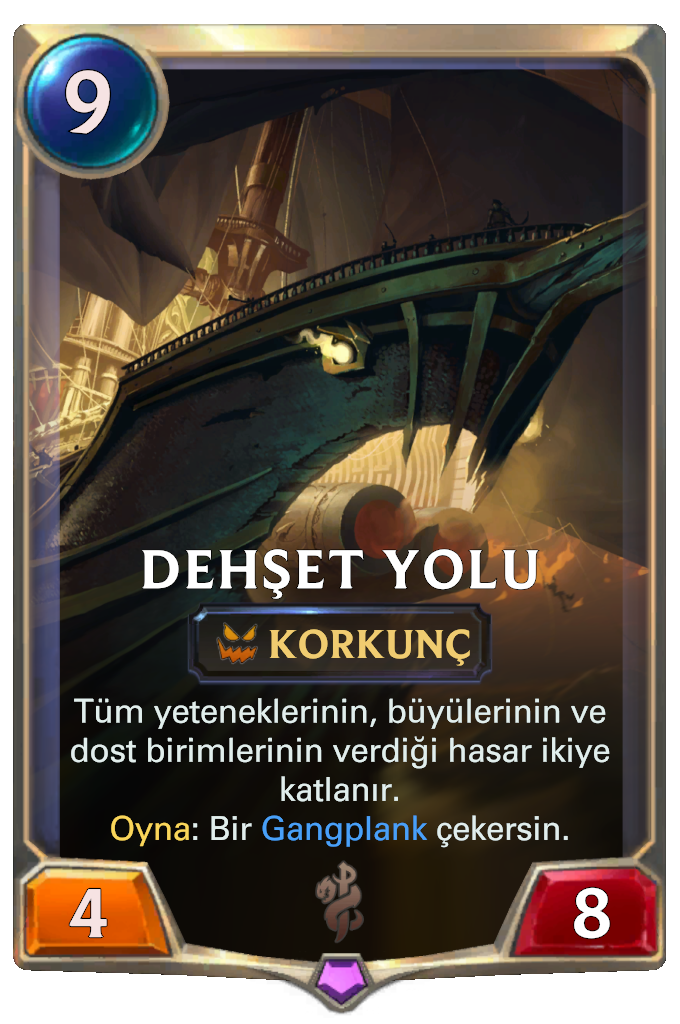 9
DEHŞET YOLU
KORKUNÇ
Tüm yeteneklerinin, büyülerinin ve
dost birimlerinin verdiği hasar ikiye
katlanır.
Oyna: Bir Gangplank çekersin.
4
8